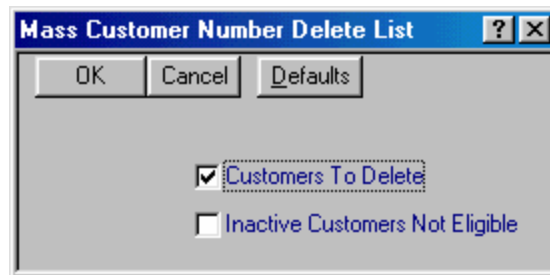 Mass Customer Number Delete List ? X
OK Cancel Defaults
Customers To Delete
Inactive Customers Not Eligible